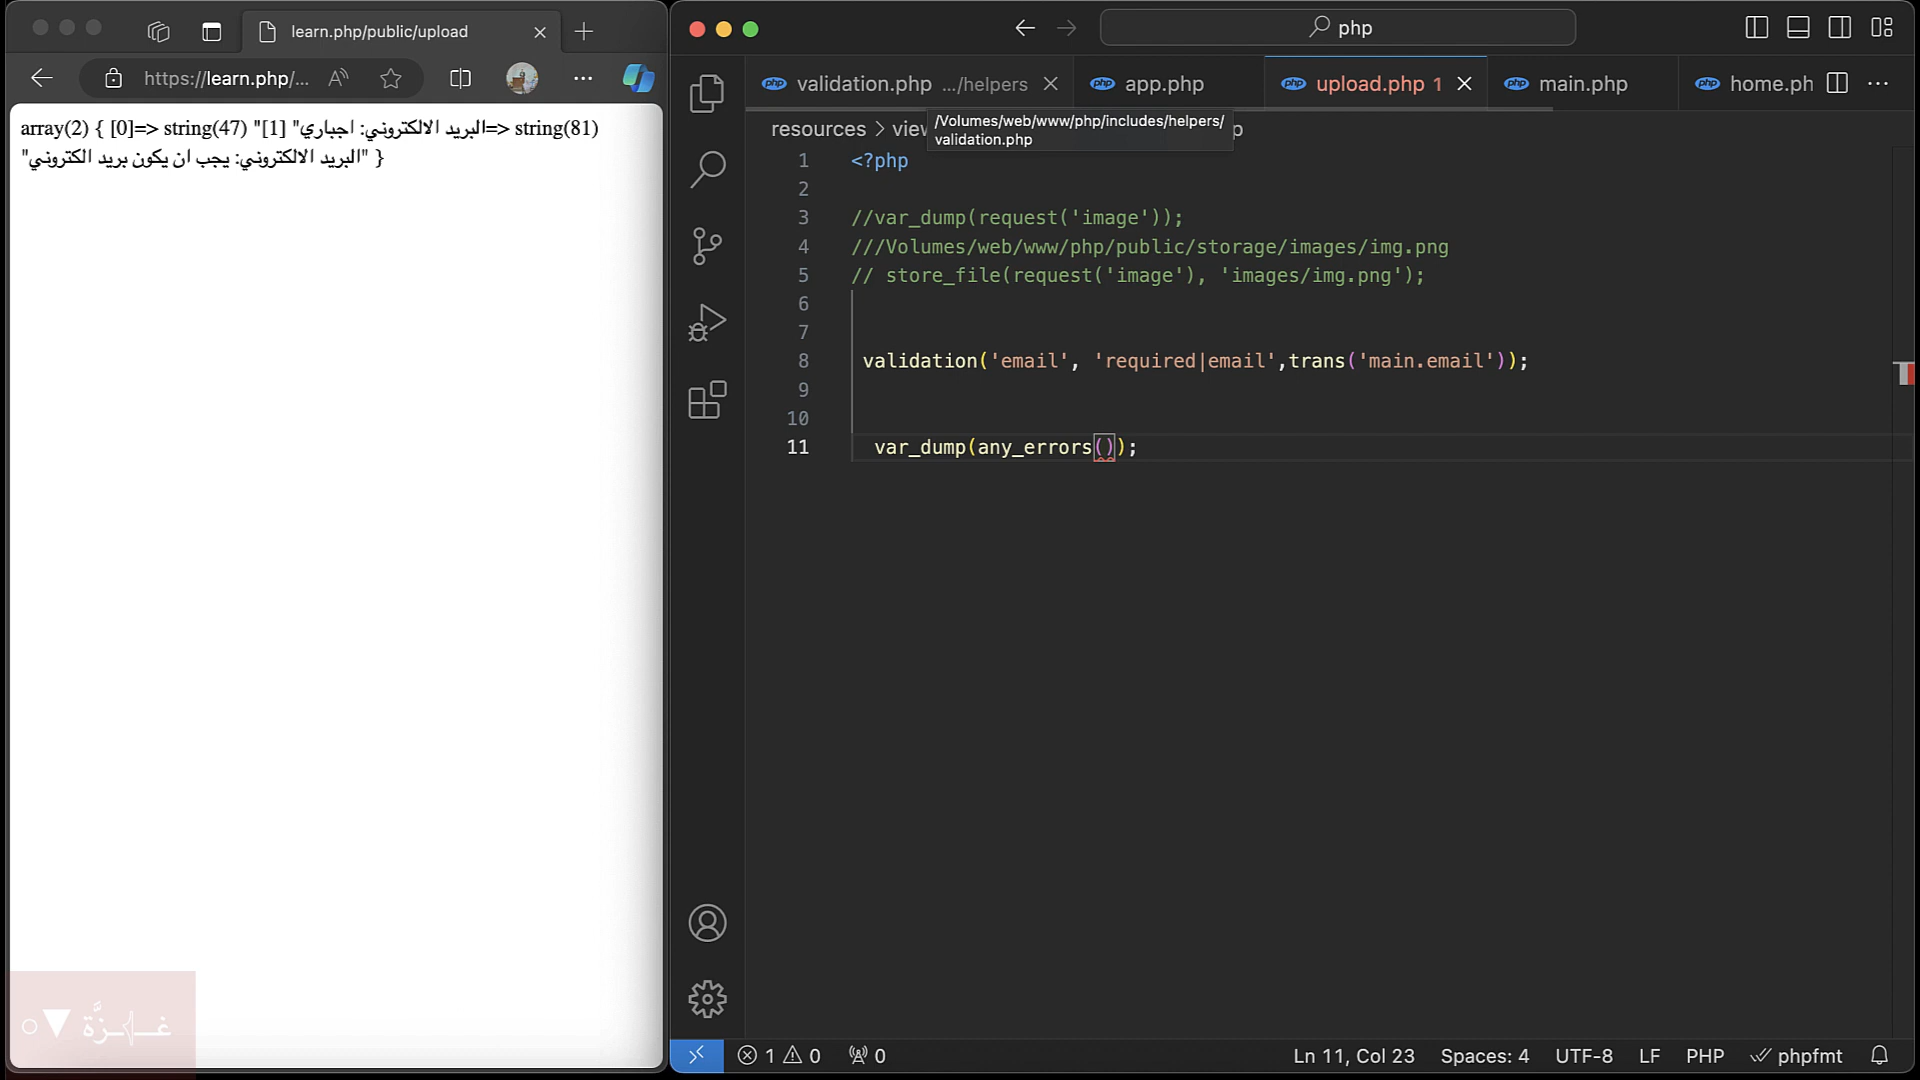 learn.php/public/upload
https://learn.php/...
array(2) { [0]=> string(47) "البريد الالكتروني: اجباري" [1]=> string(81)
"البريد الالكتروني: يجب ان يكون بريد الكتروني" }
غـزَّة
php
validation.php .../helpers
app.php
upload.php 1
main.php
home.ph
resources > view
p
/Volumes/web/www/php/includes/helpers/
validation.php
1 <?php
2
3 //var_dump(request('image'));
4 ///Volumes/web/www/php/public/storage/images/img.png
5 // store_file(request('image'), 'images/img.png');
6
7
8 validation('email', 'required|email',trans('main.email'));
9
10
11 var_dump(any_errors());
1 0 0 Ln 11, Col 23 Spaces: 4 UTF-8 LF PHP phpfmt